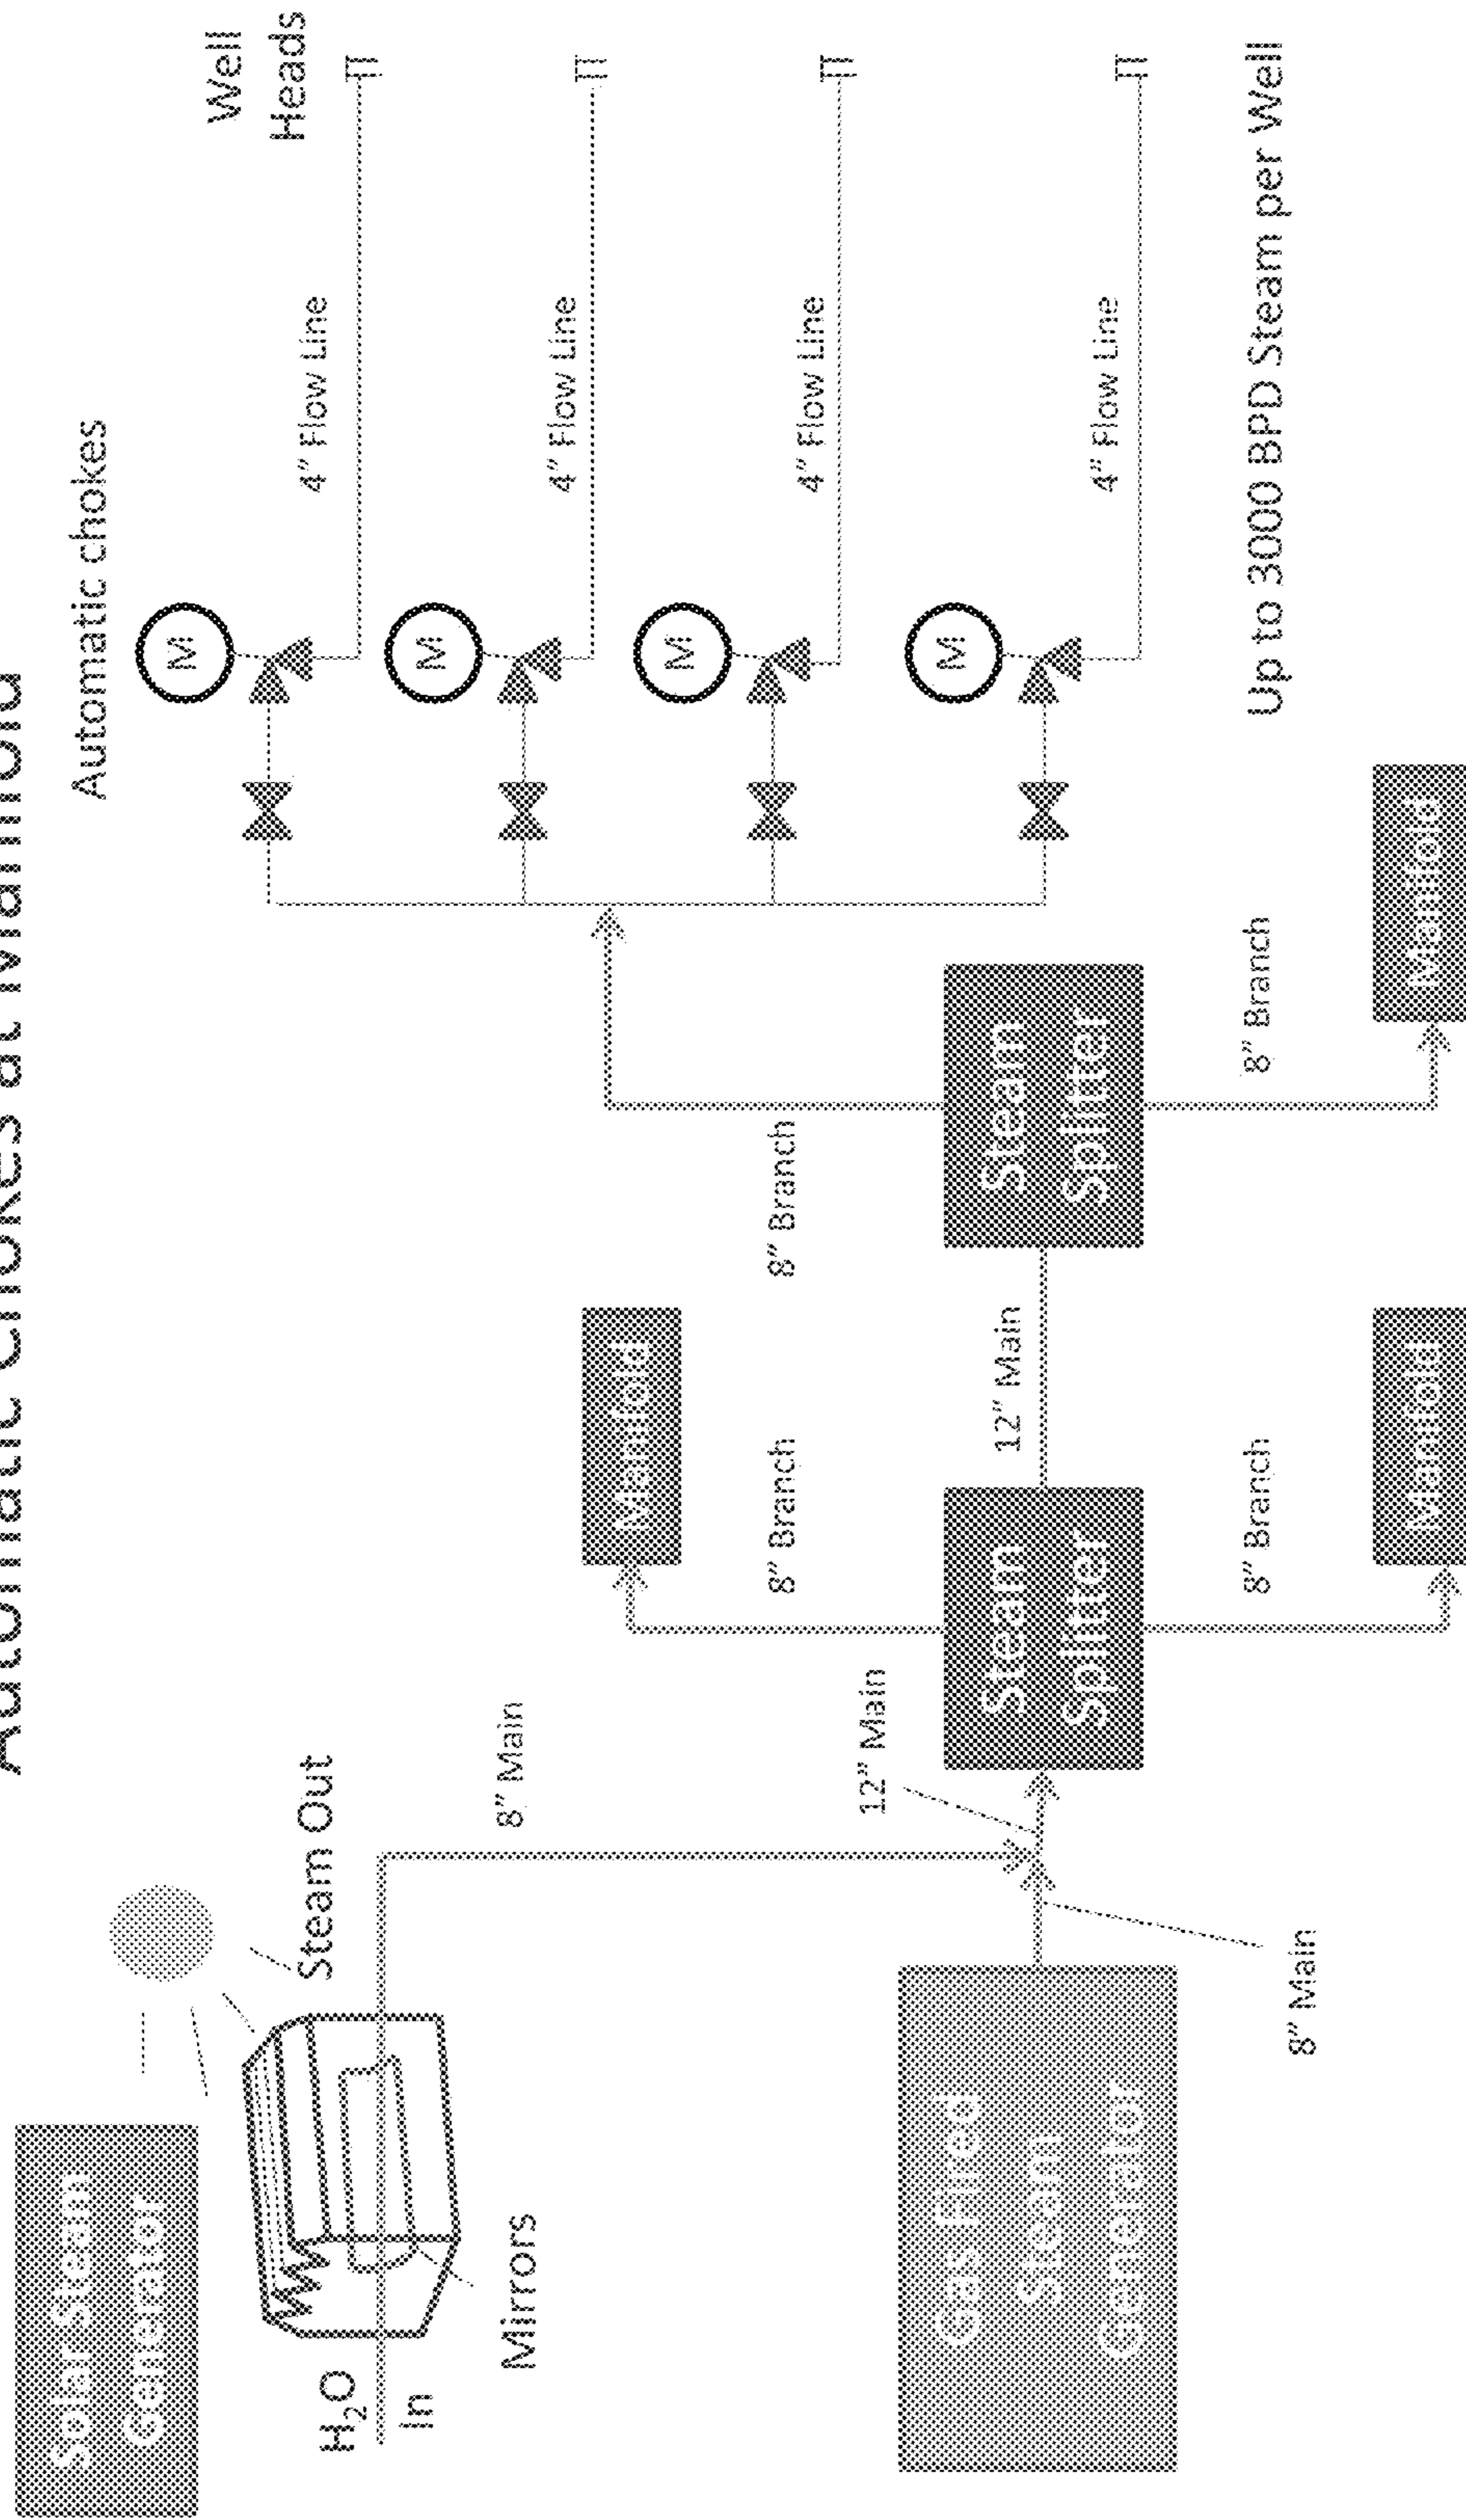 Automatic Chokes at Manifold
Solar Steam
Generator
H₂O
In
Mirrors
Steam Out
8" Main
Gas Fired
Steam
Generator
8" Main
12" Main
Steam
Splitter
8" Branch
Manifold
8" Branch
Manifold
12" Main
Steam
Splitter
8" Branch
8" Branch
Manifold
Automatic chokes
M
M
M
M
4" Flow Line
4" Flow Line
4" Flow Line
4" Flow Line
Well
Heads
Up to 3000 BPD Steam per Well